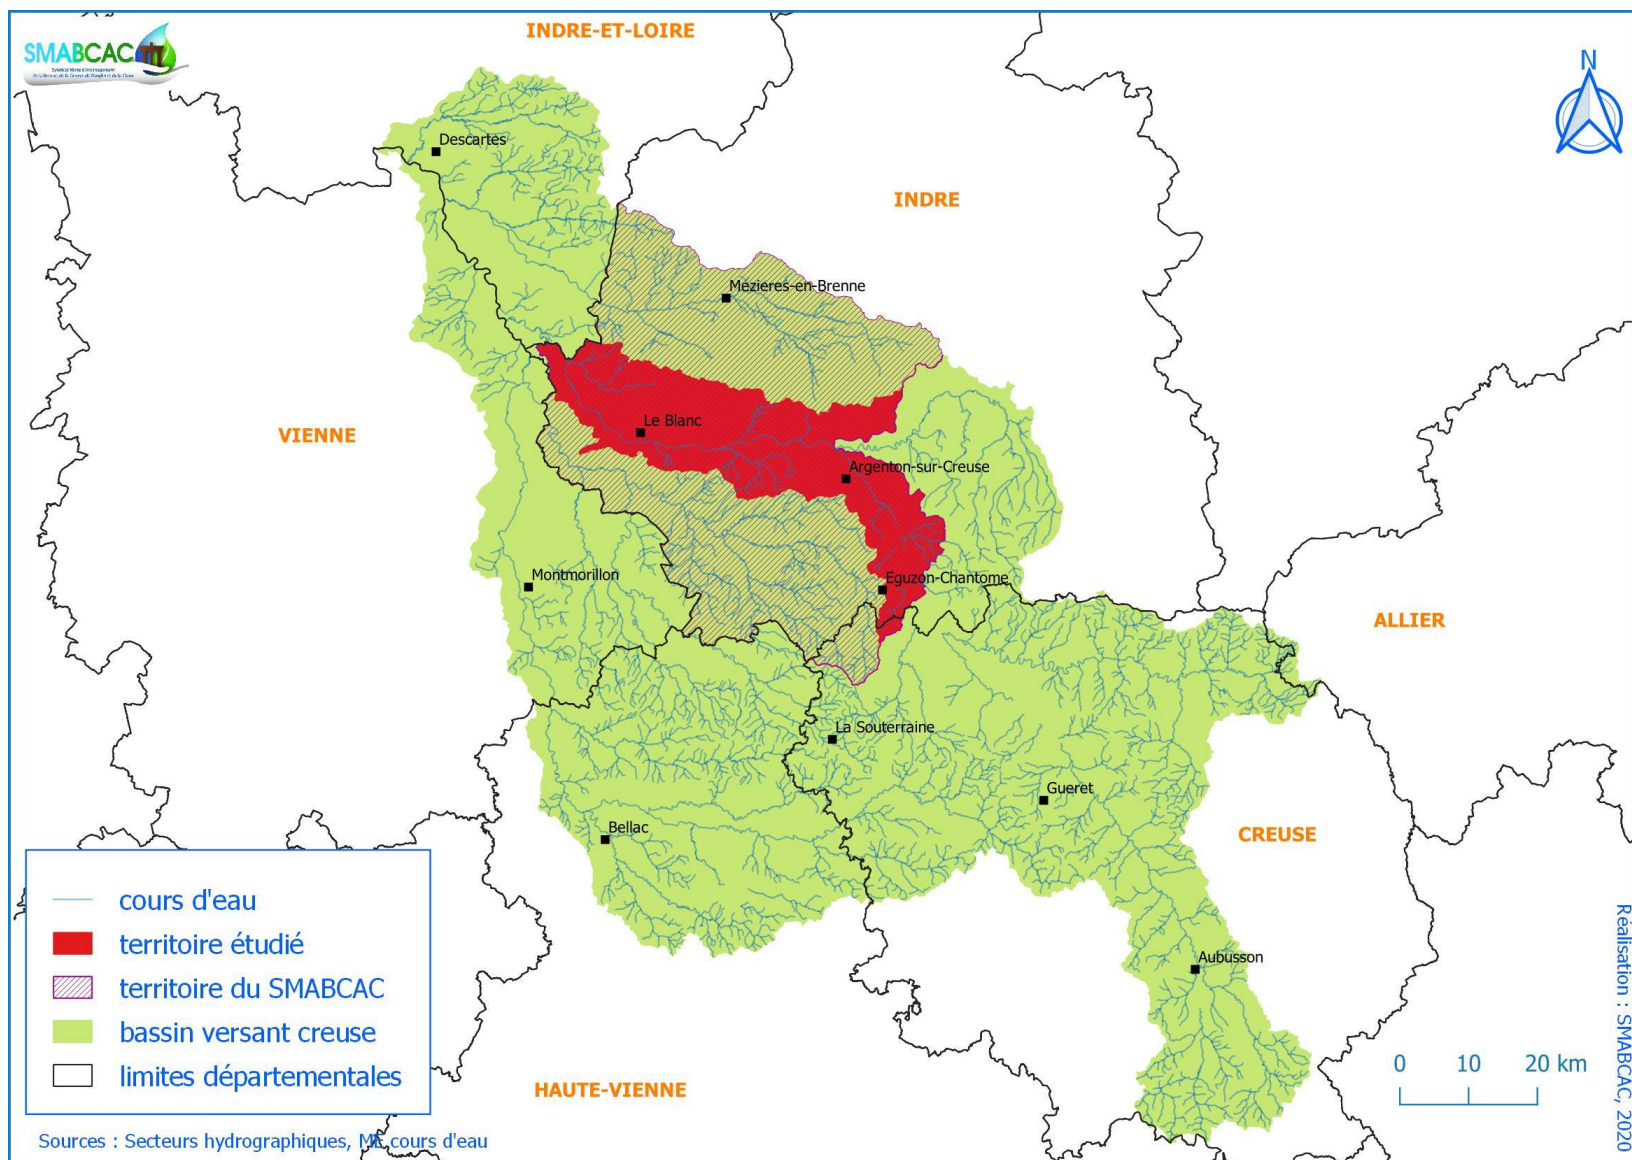 INDRE-ET-LOIRE
SMABCAC
N
Descartes
INDRE
Mézières-en-Brenne
VIENNE
Le Blanc
Argenton-sur-Creuse
Montmorillon
Eguzon-Chantome
ALLIER
La Souterraine
Gueret
Bellac
CREUSE
Aubusson
HAUTE-VIENNE
cours d'eau
territoire étudié
territoire du SMABCAC
bassin versant creuse
limites départementales
0 10 20 km
Sources : Secteurs hydrographiques, ME cours d'eau
Réalisation : SMABCAC, 2020